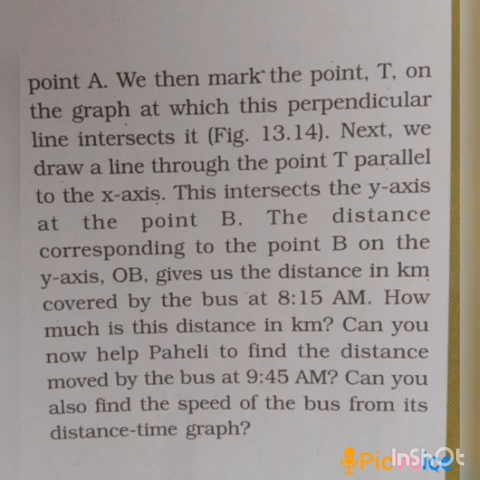 point A. We then mark the point, T, on
the graph at which this perpendicular
line intersects it (Fig. 13.14). Next, we
draw a line through the point T parallel
to the x-axis. This intersects the y-axis
at the point B. The distance
corresponding to the point B on the
y-axis, OB, gives us the distance in km
covered by the bus at 8:15 AM. How
much is this distance in km? Can you
now help Paheli to find the distance
moved by the bus at 9:45 AM? Can you
also find the speed of the bus from its
distance-time graph?
InShOt